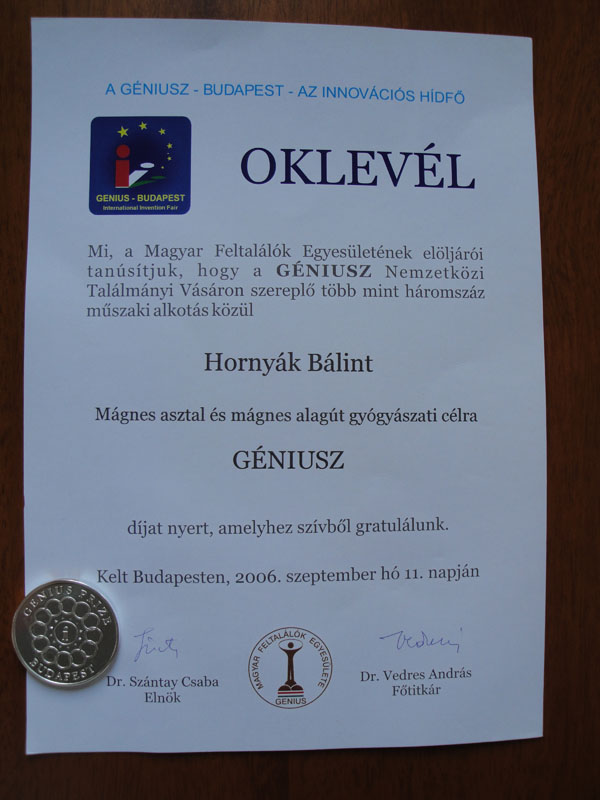 A GÉNIUSZ - BUDAPEST - AZ INNOVÁCIÓS HÍDFŐ
i
GENIUS - BUDAPEST
International Invention Fair
OKLEVÉL
Mi, a Magyar Feltalálók Egyesületének elöljárói
tanúsítjuk, hogy a GÉNIUSZ Nemzetközi
Találmányi Vásáron szereplő több mint háromszáz
műszaki alkotás közül
Hornyák Bálint
Mágnes asztal és mágnes alagút gyógyászati célra
GÉNIUSZ
díjat nyert, amelyhez szívből gratulálunk.
Kelt Budapesten, 2006. szeptember hó 11. napján
GENIUS PRIZE
i
BUDAPEST
Dr. Szántay Csaba
Elnök
MAGYAR FELTALÁLÓK EGYESÜLETE
GENIUS
Dr. Vedres András
Főtitkár